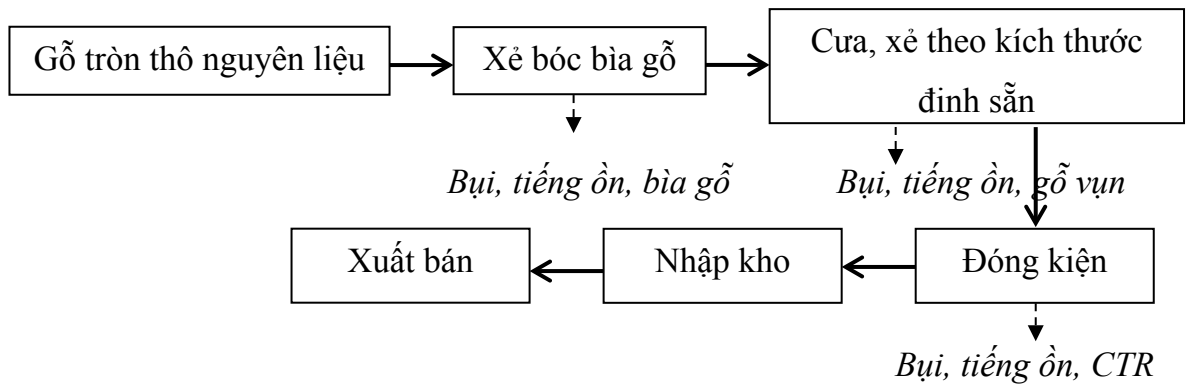 Gỗ tròn thô nguyên liệu
Xẻ bóc bìa gỗ
Cưa, xẻ theo kích thước
đinh sẵn
Bụi, tiếng ồn, bìa gỗ
Bụi, tiếng ồn, gỗ vụn
Xuất bán
Nhập kho
Đóng kiện
Bụi, tiếng ồn, CTR